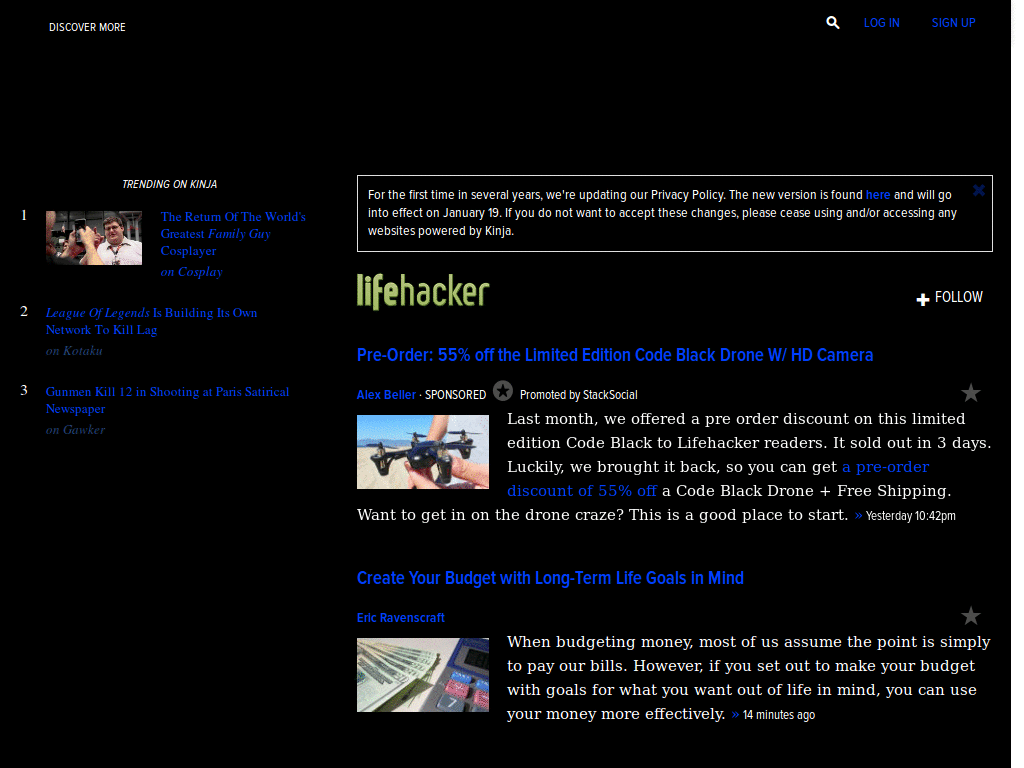 DISCOVER MORE
LOG IN
SIGN UP
TRENDING ON KINJA
1
The Return Of The World's
Greatest Family Guy
Cosplayer
on Cosplay
2
League Of Legends Is Building Its Own
Network To Kill Lag
on Kotaku
3
Gunmen Kill 12 in Shooting at Paris Satirical
Newspaper
on Gawker
For the first time in several years, we're updating our Privacy Policy. The new version is found here and will go
into effect on January 19. If you do not want to accept these changes, please cease using and/or accessing any
websites powered by Kinja.
lifehacker
FOLLOW
Pre-Order: 55% off the Limited Edition Code Black Drone W/ HD Camera
Alex Beller · SPONSORED Promoted by StackSocial
Last month, we offered a pre order discount on this limited
edition Code Black to Lifehacker readers. It sold out in 3 days.
Luckily, we brought it back, so you can get a pre-order
discount of 55% off a Code Black Drone + Free Shipping.
Want to get in on the drone craze? This is a good place to start. » Yesterday 10:42pm
Create Your Budget with Long-Term Life Goals in Mind
Eric Ravenscraft
When budgeting money, most of us assume the point is simply
to pay our bills. However, if you set out to make your budget
with goals for what you want out of life in mind, you can use
your money more effectively. » 14 minutes ago